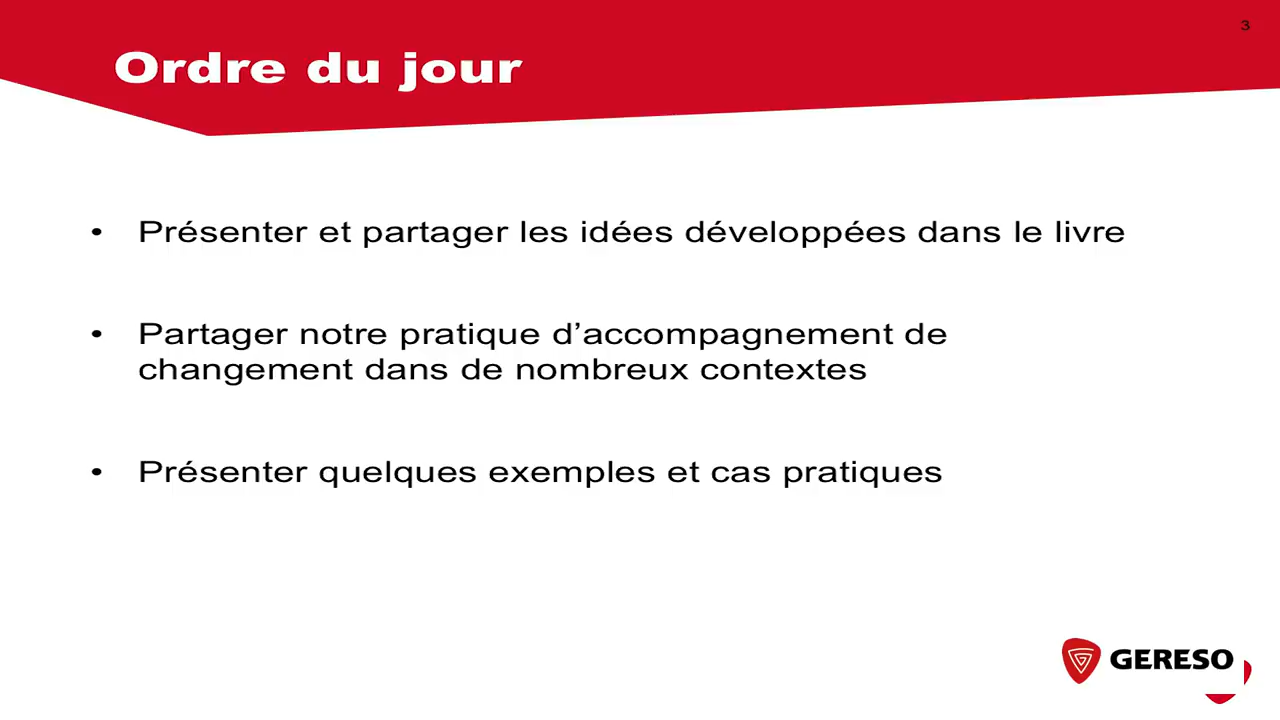 3
Ordre du jour
• Présenter et partager les idées développées dans le livre
• Partager notre pratique d’accompagnement de
changement dans de nombreux contextes
• Présenter quelques exemples et cas pratiques
GERESO